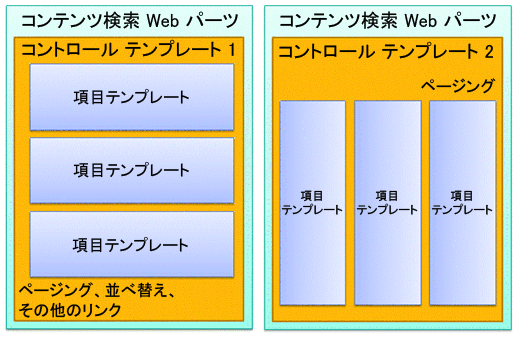 コンテンツ検索 Web パーツ
コントロール テンプレート 1
項目テンプレート
項目テンプレート
項目テンプレート
ページング、並べ替え、
その他のリンク
コンテンツ検索 Web パーツ
コントロール テンプレート 2
ページング
項目
テンプレート
項目
テンプレート
項目
テンプレート